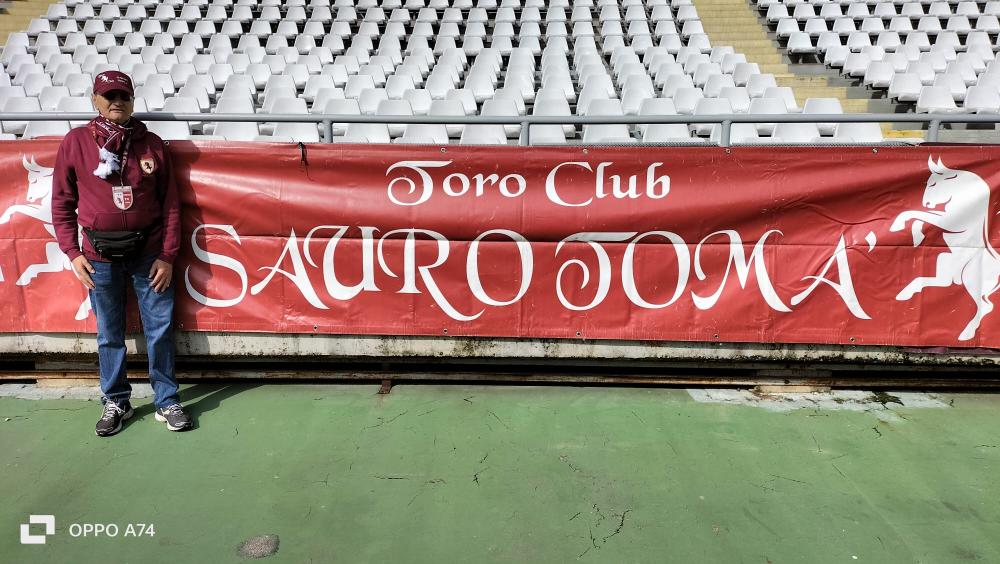 Toro Club
SAURO TOMA'
OPPO A74